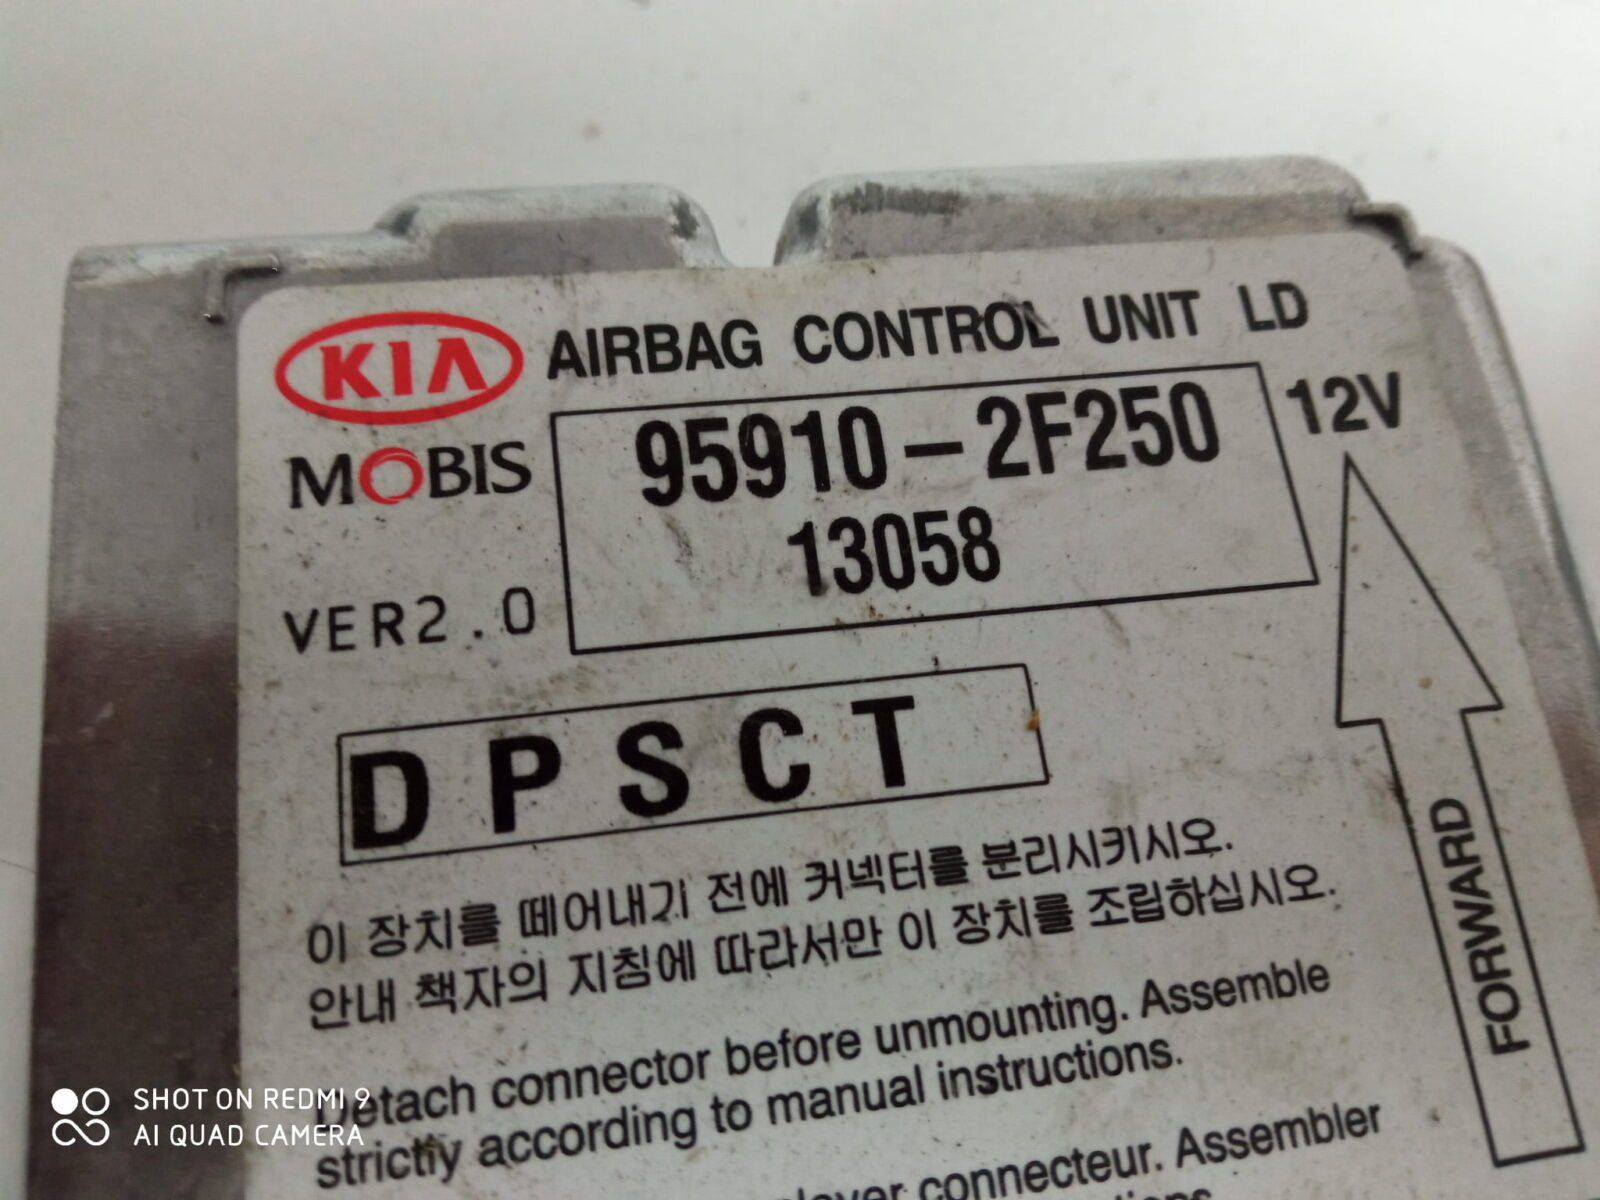 KIA AIRBAG CONTROL UNIT LD
MOBIS 95910-2F250 12V
13058
VER2.0
DPSCT
이 장치를 떼어내기 전에 커넥터를 분리시키시오.
안내 책자의 지침에 따라서만 이 장치를 조립하십시오.
Detach connector before unmounting. Assemble
strictly according to manual instructions.
connecteur. Assembler
FORWARD
SHOT ON REDMI 9
AI QUAD CAMERA